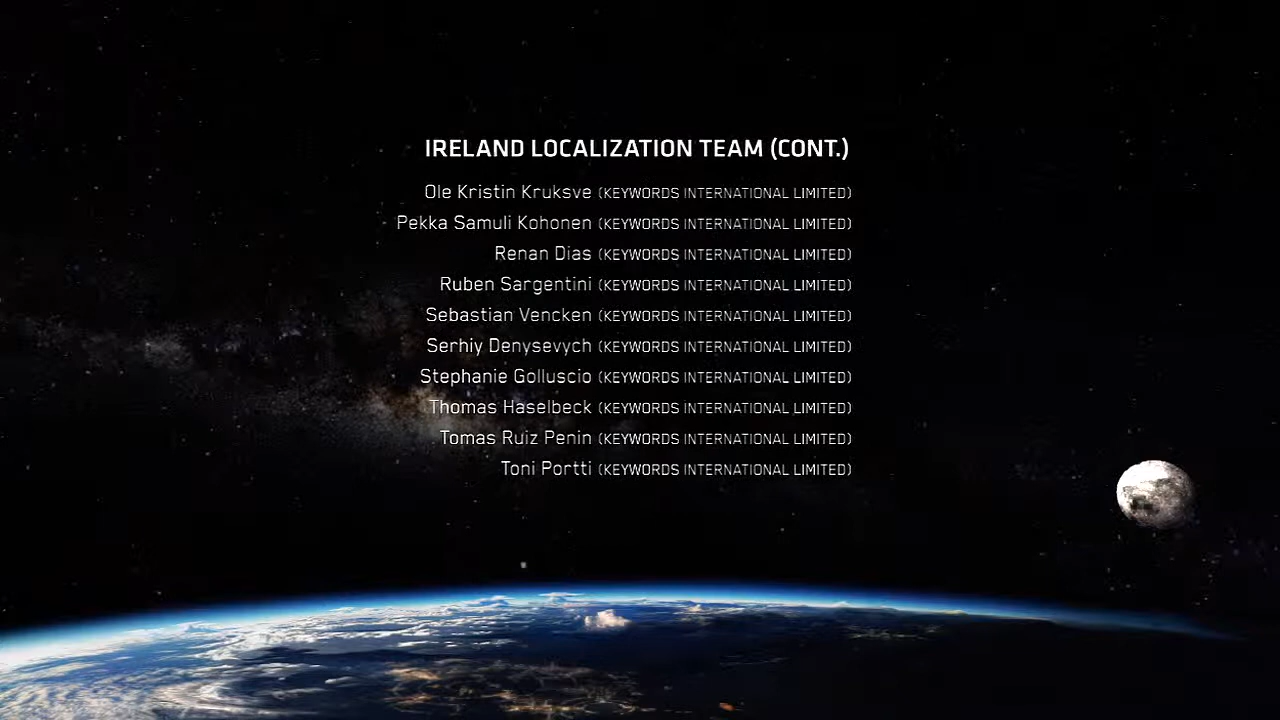 IRELAND LOCALIZATION TEAM (CONT.)
Ole Kristin Kruksve (KEYWORDS INTERNATIONAL LIMITED)
Pekka Samuli Kohonen (KEYWORDS INTERNATIONAL LIMITED)
Renan Dias (KEYWORDS INTERNATIONAL LIMITED)
Ruben Sargentini (KEYWORDS INTERNATIONAL LIMITED)
Sebastian Vencken (KEYWORDS INTERNATIONAL LIMITED)
Serhiy Denysevych (KEYWORDS INTERNATIONAL LIMITED)
Stephanie Golluscio (KEYWORDS INTERNATIONAL LIMITED)
Thomas Haselbeck (KEYWORDS INTERNATIONAL LIMITED)
Tomas Ruiz Penin (KEYWORDS INTERNATIONAL LIMITED)
Toni Portti (KEYWORDS INTERNATIONAL LIMITED)